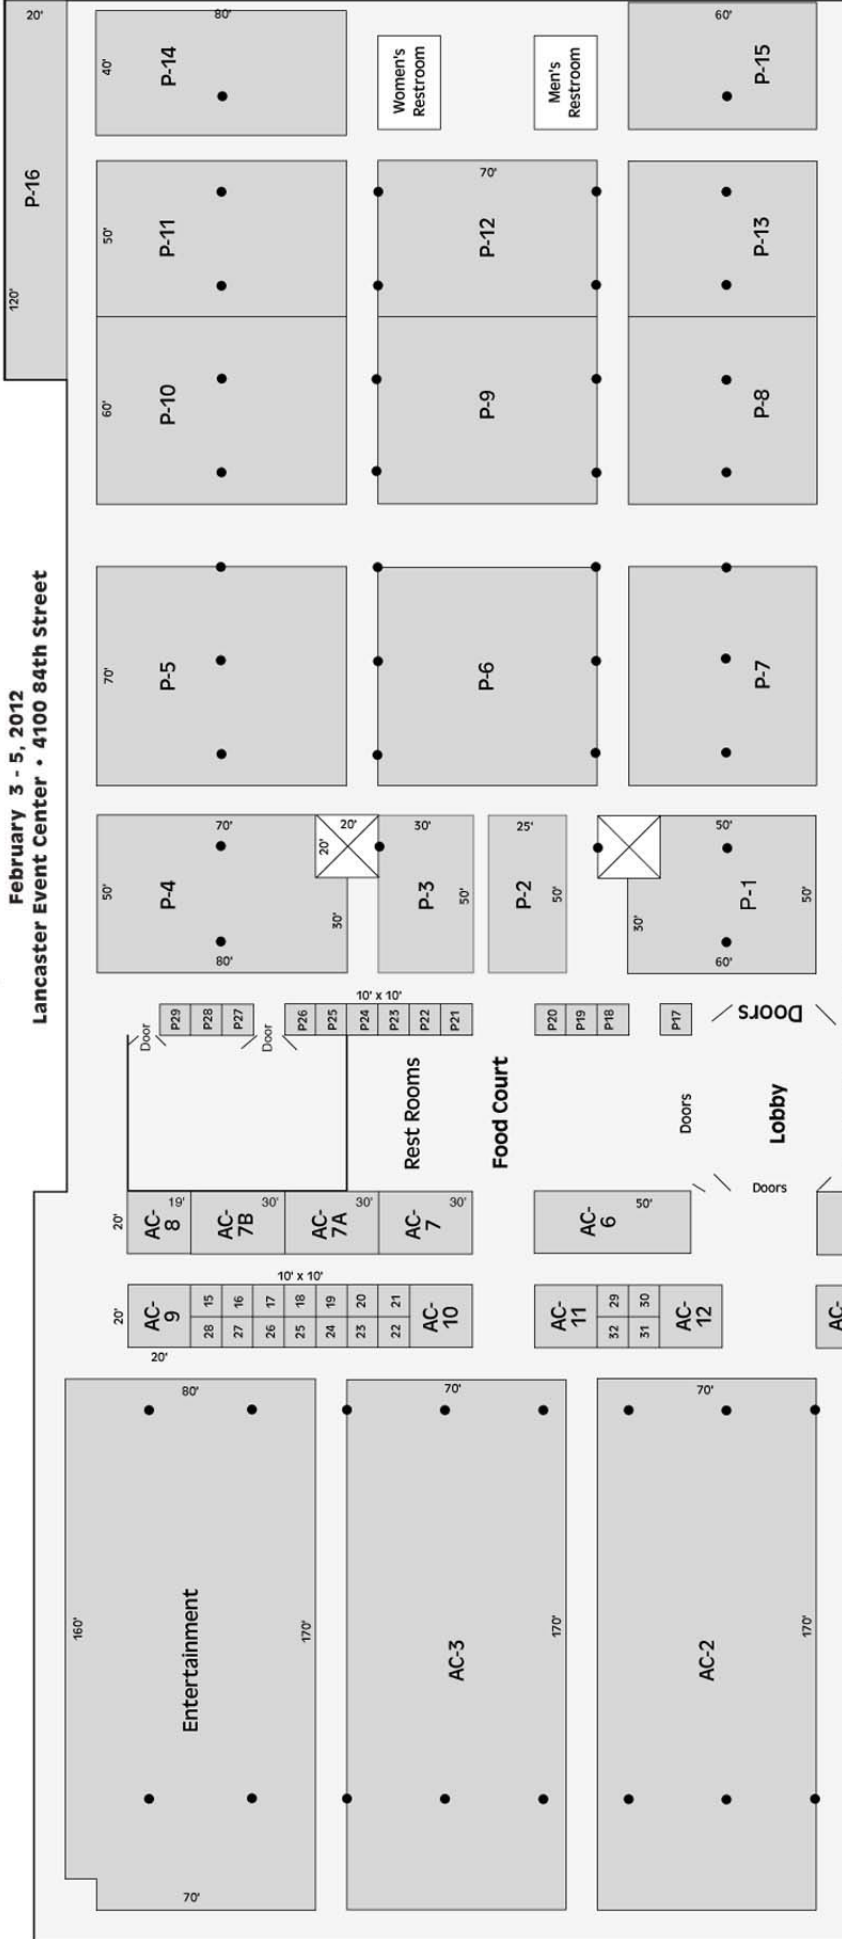 February 3 - 5, 2012
Lancaster Event Center • 4100 84th Street
20'
P-16
120'
80'
40'
P-14
Women's
Restroom
Men's
Restroom
60'
P-15
50'
P-11
70'
P-12
P-13
60'
P-10
P-9
P-8
70'
P-5
P-6
P-7
70'
50'
P-4
30'
80'
20'
20'
30'
P-3
50'
25'
P-2
50'
50'
30'
P-1
50'
60'
10' x 10'
P29
P28
P27
P26
P25
P24
P23
P22
P21
P20
P19
P18
P17
Doors
Door
Door
Rest Rooms
Food Court
Doors
Lobby
Doors
20'
AC-
8
19'
AC-
7B
30'
AC-
7A
30'
AC-
7
30'
AC-
6
50'
10' x 10'
20'
AC-
9
20'
15
16
17
18
19
20
21
28
27
26
25
24
23
22
AC-
10
AC-
11
29
30
32
31
AC-
12
AC-
80'
160'
Entertainment
170'
70'
70'
AC-3
170'
70'
AC-2
170'